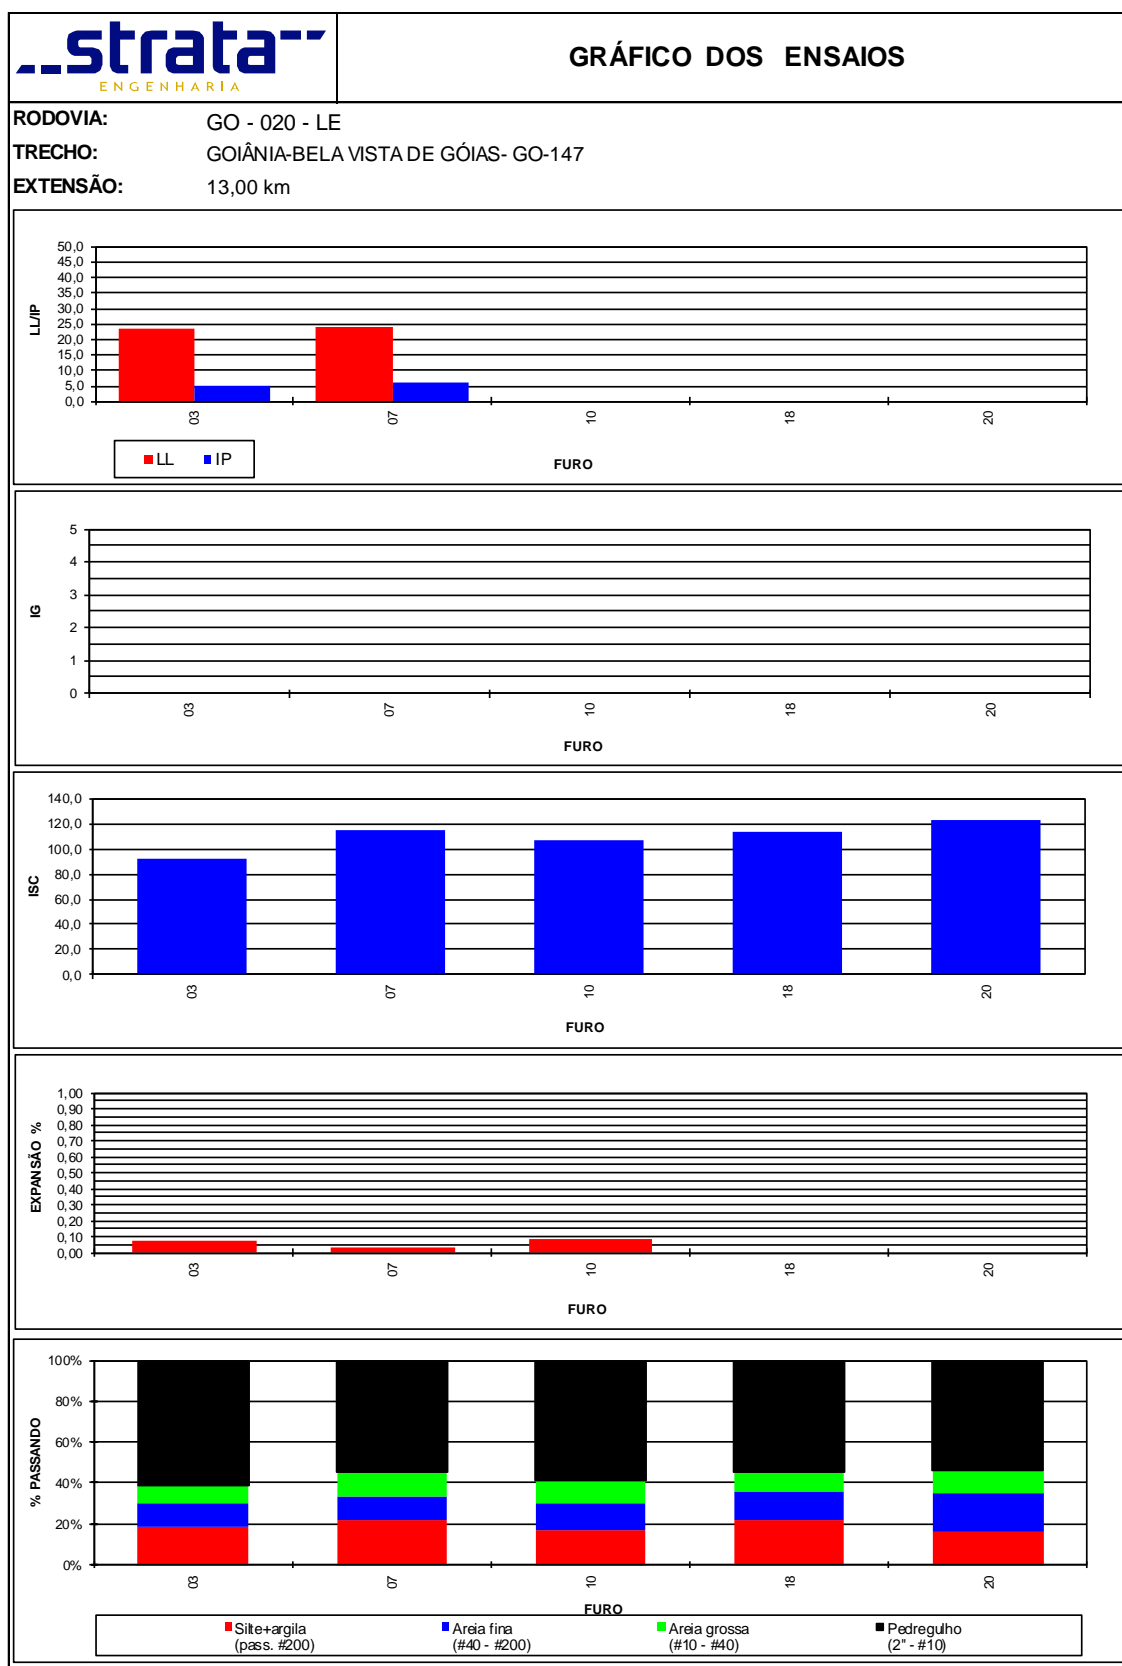 strata
ENGENHARIA
GRÁFICO DOS ENSAIOS
RODOVIA: GO - 020 - LE
TRECHO: GOIÂNIA-BELA VISTA DE GÓIAS- GO-147
EXTENSÃO: 13,00 km
LL/IP
50,0
45,0
40,0
35,0
30,0
25,0
20,0
15,0
10,0
5,0
0,0
03 07 10 18 20
LL IP
FURO
IG
5
4
3
2
1
0
03 07 10 18 20
FURO
ISC
140,0
120,0
100,0
80,0
60,0
40,0
20,0
0,0
03 07 10 18 20
FURO
EXPANSÃO %
1,00
0,90
0,80
0,70
0,60
0,50
0,40
0,30
0,20
0,10
0,00
03 07 10 18 20
FURO
% PASSANDO
100%
80%
60%
40%
20%
0%
03 07 10 18 20
FURO
Silte+argila Areia fina Areia grossa Pedregulho
(pass. #200) (#40 - #200) (#10 - #40) (2" - #10)